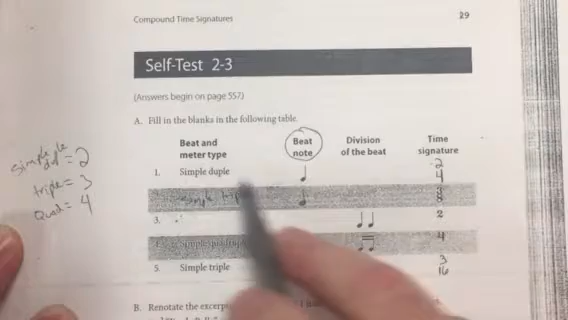 Compound Time Signatures 29
Self-Test 2-3
(Answers begin on page 557)
A. Fill in the blanks in the following table.
Beat and meter type
Beat note
Division of the beat
Time signature
1. Simple duple 2 4
simple 3 8
3. 2
4
5. Simple triple 3 16
B. Renotate the excerp
simple
= 2
triple = 3
Quad = 4